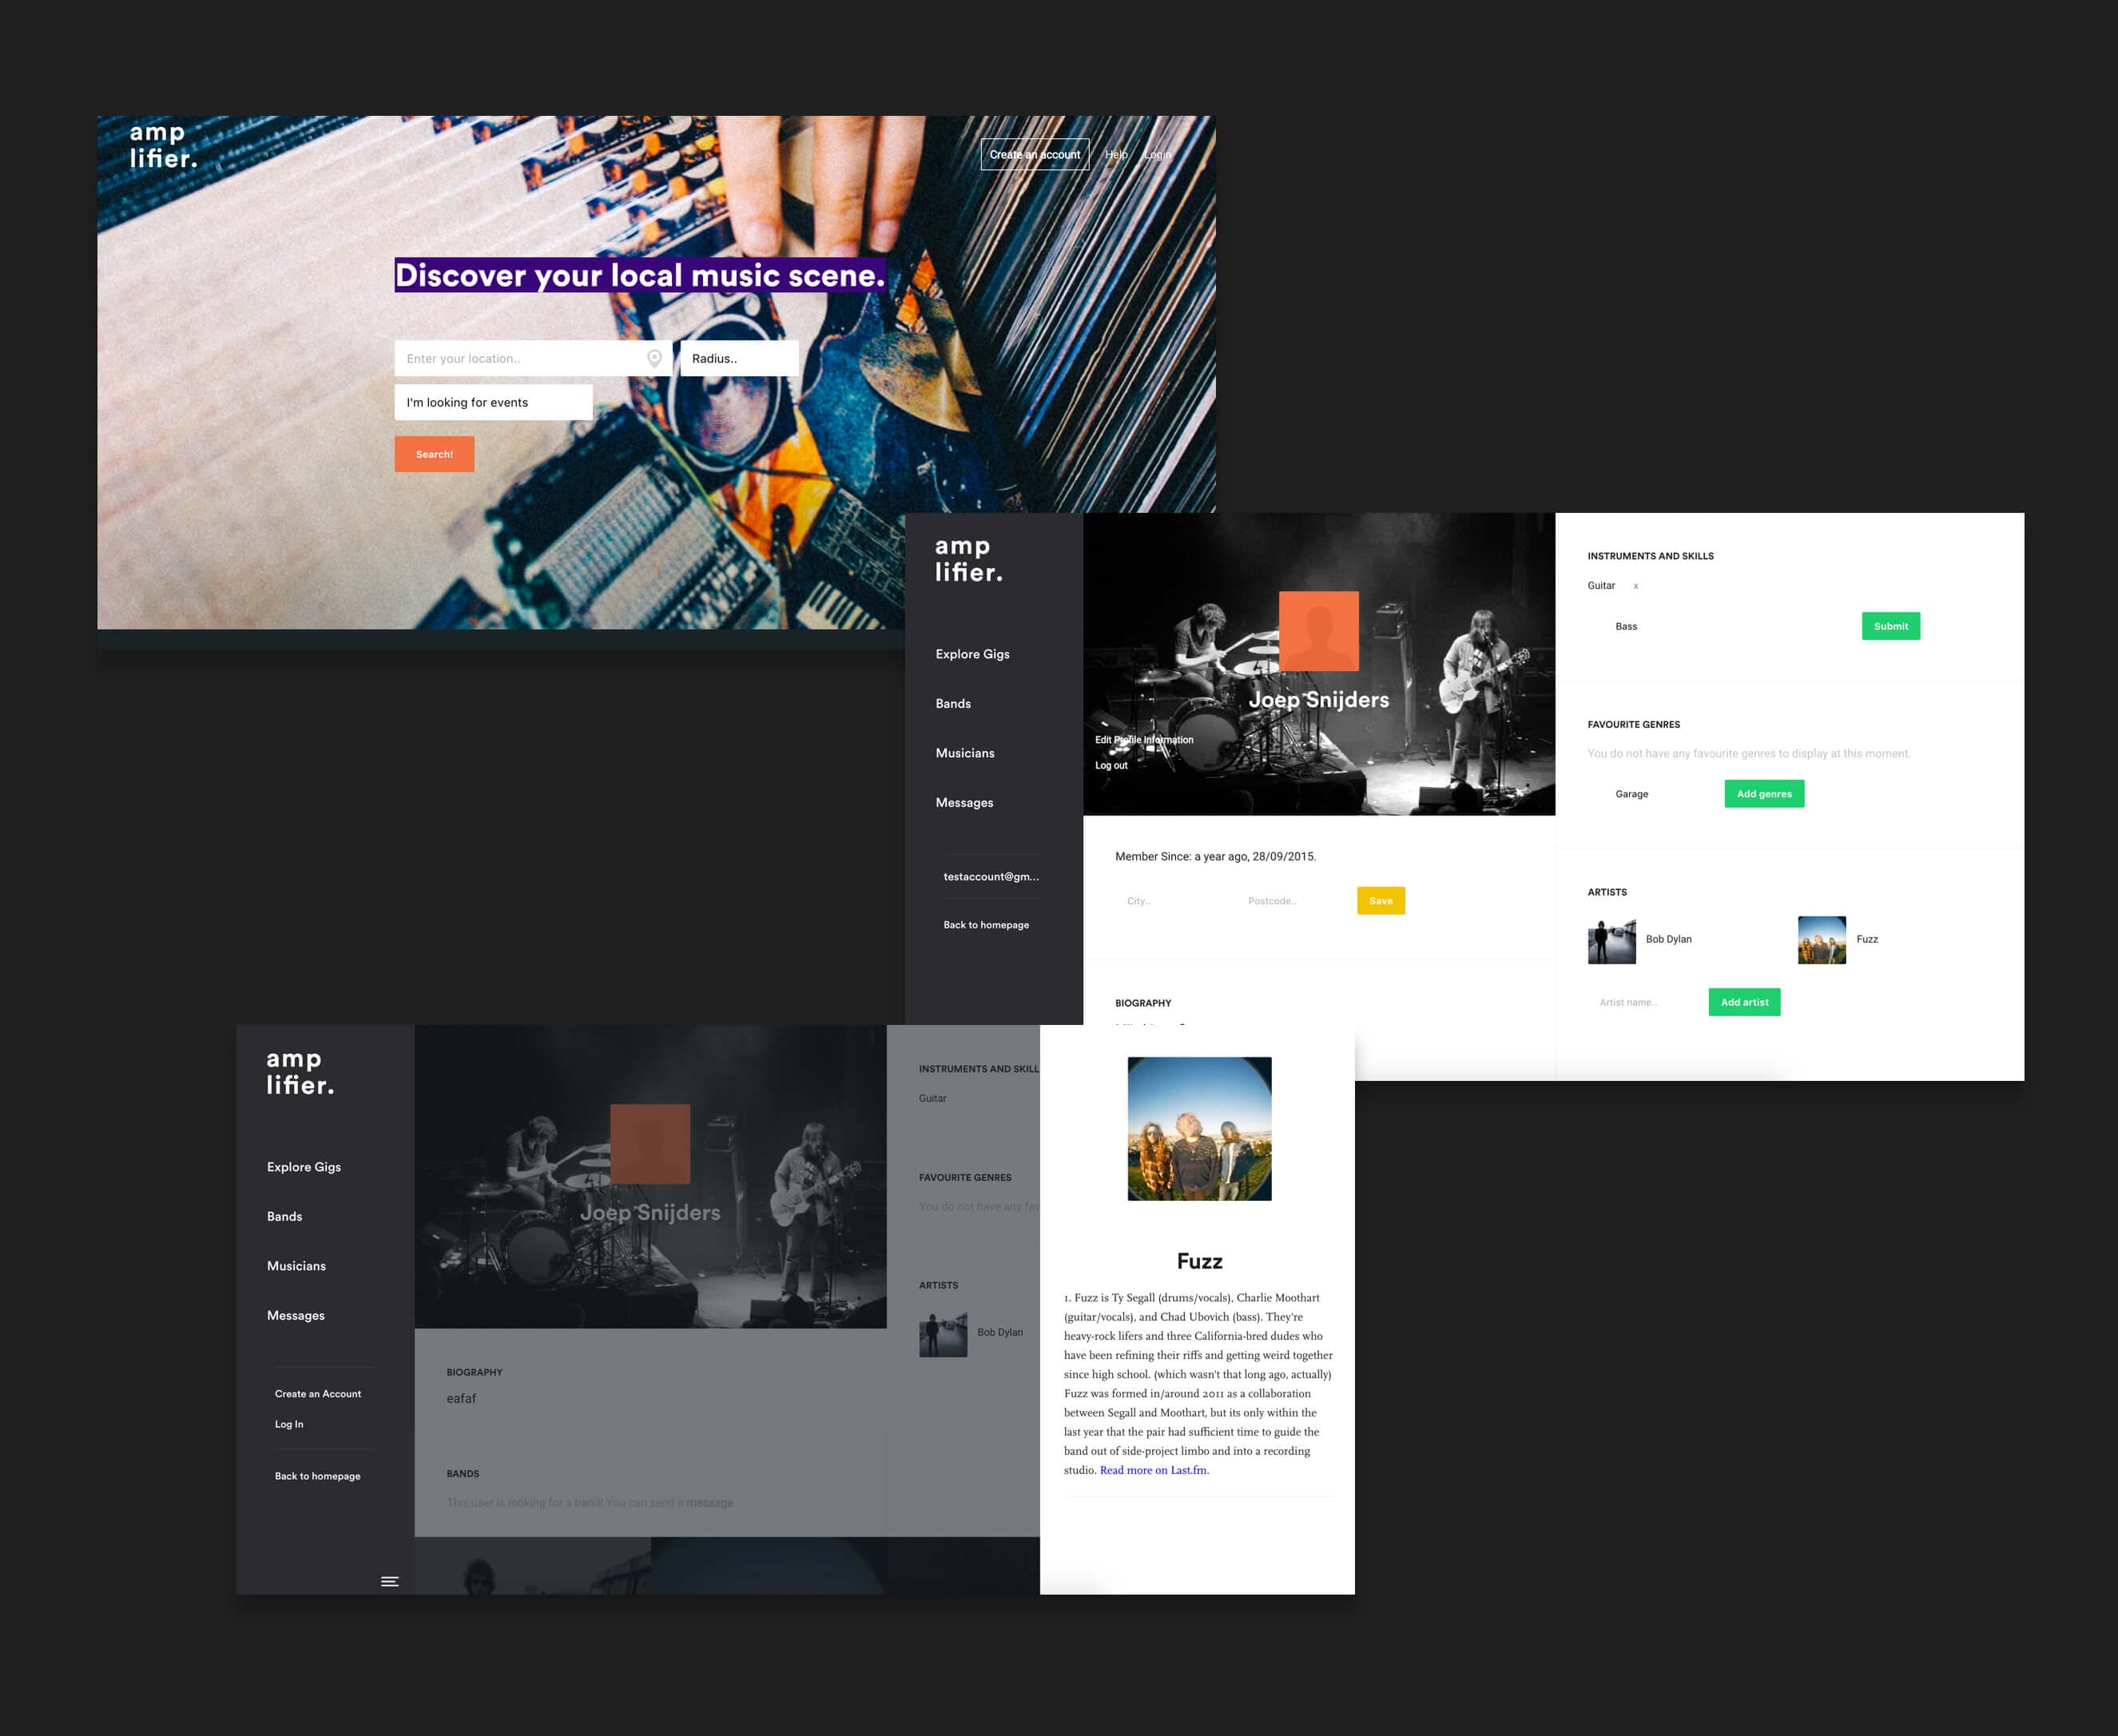 amp
lifier.
Create an account Help Login
Discover your local music scene.
Enter your location.. Radius..
I'm looking for events
Search!
amp
lifier.
Explore Gigs
Bands
Musicians
Messages
testaccount@gm...
Back to homepage
Joep Snijders
Edit Profile Information
Log out
Member Since: a year ago, 28/09/2015.
City.. Postcode.. Save
BIOGRAPHY
INSTRUMENTS AND SKILLS
Guitar x
Bass Submit
FAVOURITE GENRES
You do not have any favourite genres to display at this moment.
Garage Add genres
ARTISTS
Bob Dylan Fuzz
Artist name.. Add artist
amp
lifier.
Explore Gigs
Bands
Musicians
Messages
Create an Account
Log In
Back to homepage
Joep Snijders
BIOGRAPHY
eafaf
BANDS
This user is looking for a band! You can send a message
INSTRUMENTS AND SKILL
Guitar
FAVOURITE GENRES
You do not have any fav
ARTISTS
Bob Dylan
Fuzz
1. Fuzz is Ty Segall (drums/vocals), Charlie Moothart
(guitar/vocals), and Chad Ubovich (bass). They're
heavy-rock lifers and three California-bred dudes who
have been refining their riffs and getting weird together
since high school. (which wasn't that long ago, actually)
Fuzz was formed in/around 2011 as a collaboration
between Segall and Moothart, but its only within the
last year that the pair had sufficient time to guide the
band out of side-project limbo and into a recording
studio. Read more on Last.fm.